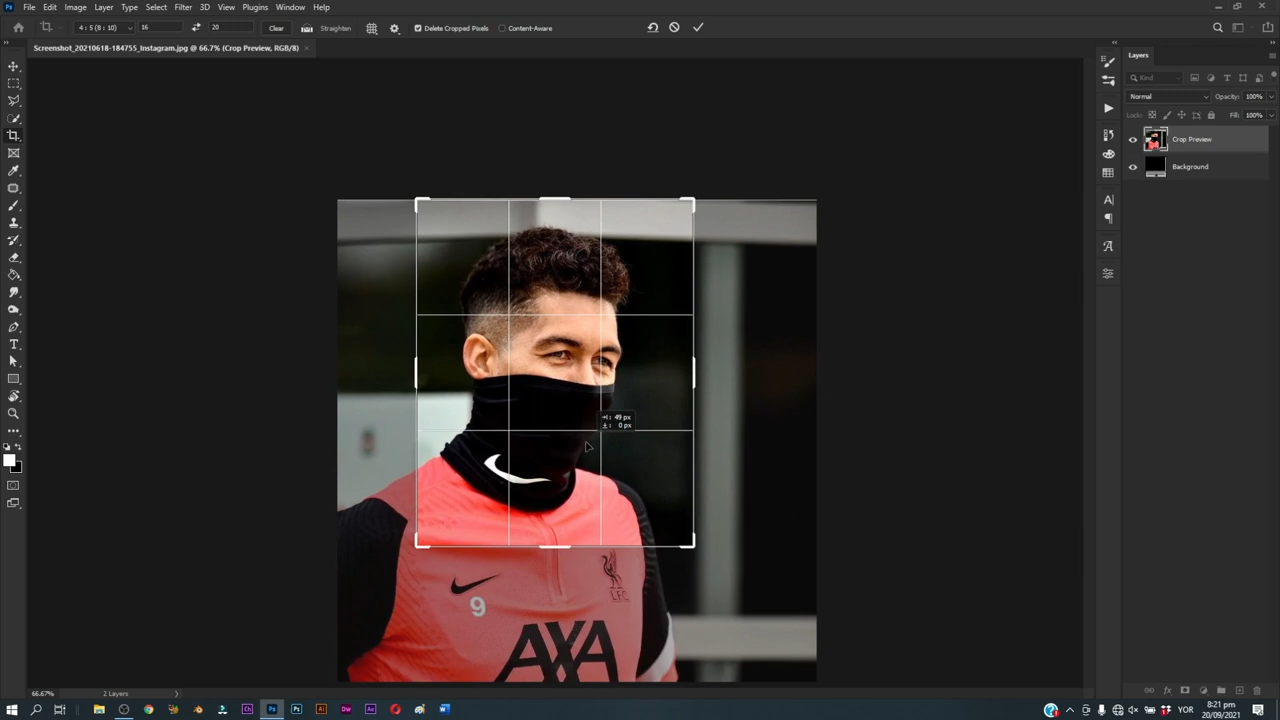 File Edit Image Layer Type Select Filter 3D View Plugins Window Help
4 : 5 (8 : 10) 16 20 Clear Straighten Delete Cropped Pixels Content-Aware
Screenshot_20210618-184755_Instagram.jpg @ 66.7% (Crop Preview, RGB/8) ×
Layers
Kind
Normal Opacity: 100%
Lock: Fill: 100%
Crop Preview
Background
49 px
0 px
LFC
9
AXA
66.67% 2 Layers
YOR
8:21 pm
20/09/2021